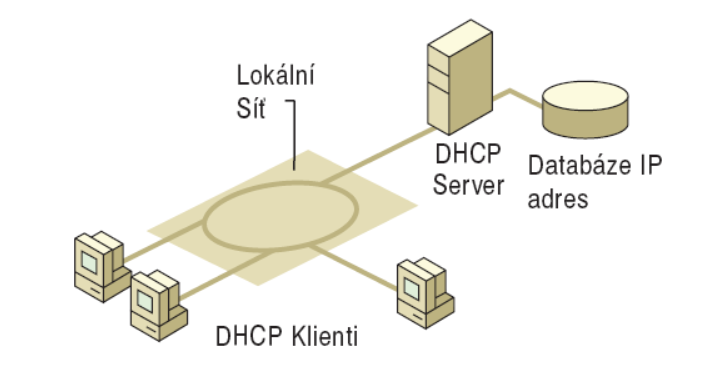 Lokální
Síť
DHCP
Server
Databáze IP
adres
DHCP Klienti